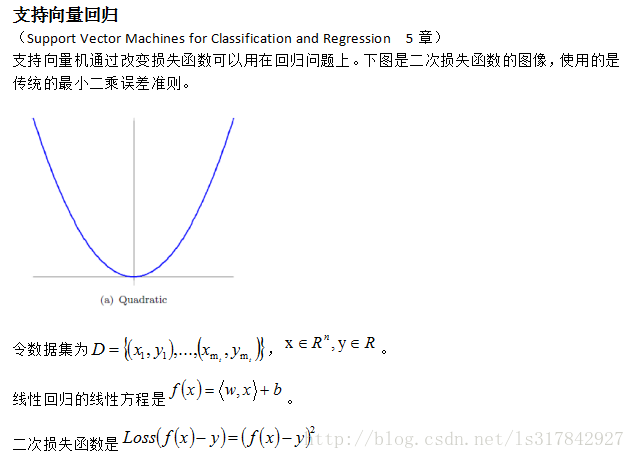 支持向量回归
（Support Vector Machines for Classification and Regression 5 章）
支持向量机通过改变损失函数可以用在回归问题上。下图是二次损失函数的图像，使用的是
传统的最小二乘误差准则。
(a) Quadratic
令数据集为 D = {(x₁, y₁),...,(x_{m_i}, y_{m_i})}， x ∈ Rⁿ, y ∈ R 。
线性回归的线性方程是 f(x) = ⟨w, x⟩ + b 。
二次损失函数是 Loss(f(x) − y) = (f(x) − y)²
http://blog.csdn.net/ls317842927